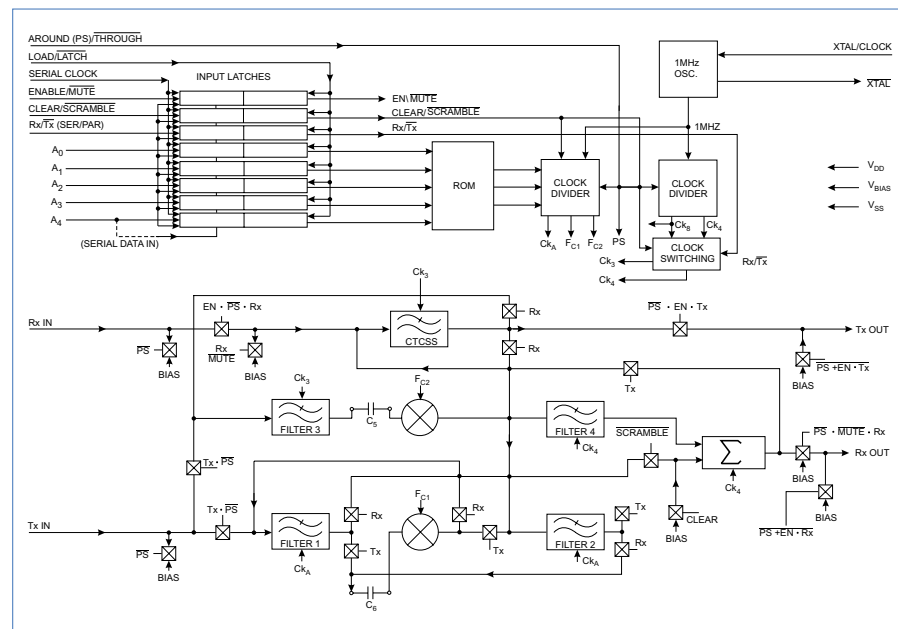 AROUND (PS)/THROUGH
LOAD/LATCH
SERIAL CLOCK
INPUT LATCHES
ENABLE/MUTE
CLEAR/SCRAMBLE
Rx/Tx (SER/PAR)
A0
A1
A2
A3
A4
(SERIAL DATA IN)
EN\MUTE
CLEAR/SCRAMBLE
Rx/Tx
ROM
1MHz
OSC.
XTAL/CLOCK
XTAL
1MHZ
CLOCK
DIVIDER
CLOCK
DIVIDER
VDD
VBIAS
VSS
CkA
FC1
FC2
PS
Ck8
Ck4
CLOCK
SWITCHING
Ck3
Ck4
Rx/Tx
Rx IN
EN · PS · Rx
Ck3
CTCSS
Rx
Rx
PS · EN · Tx
Tx OUT
PS
BIAS
Rx
MUTE
BIAS
Tx
PS +EN · Tx
BIAS
Ck3
FILTER 3
C5
FC2
FILTER 4
Ck4
SCRAMBLE
Σ
Ck4
PS · MUTE · Rx
BIAS
Rx OUT
Tx · PS
Tx · PS
Rx
FC1
Rx
Tx
Rx
CLEAR
BIAS
PS +EN · Rx
BIAS
Tx IN
PS
BIAS
FILTER 1
CkA
Tx
C6
Tx
FILTER 2
CkA